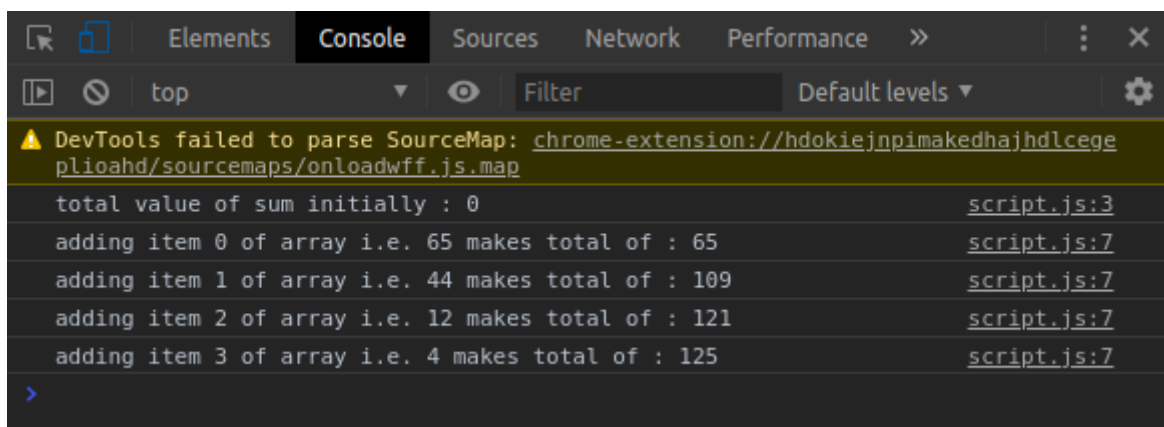 Elements Console Sources Network Performance »
top ▼ Filter Default levels ▼
DevTools failed to parse SourceMap: chrome-extension://hdokiejnpimakedhajhdlcege
plioahd/sourcemaps/onloadwff.js.map
total value of sum initially : 0 script.js:3
adding item 0 of array i.e. 65 makes total of : 65 script.js:7
adding item 1 of array i.e. 44 makes total of : 109 script.js:7
adding item 2 of array i.e. 12 makes total of : 121 script.js:7
adding item 3 of array i.e. 4 makes total of : 125 script.js:7